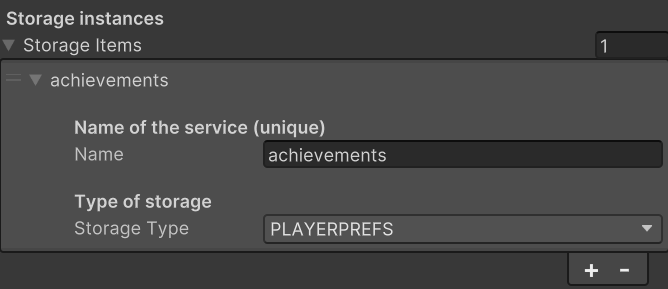 Storage instances
Storage Items 1
achievements
Name of the service (unique)
Name achievements
Type of storage
Storage Type PLAYERPREFS
+ -